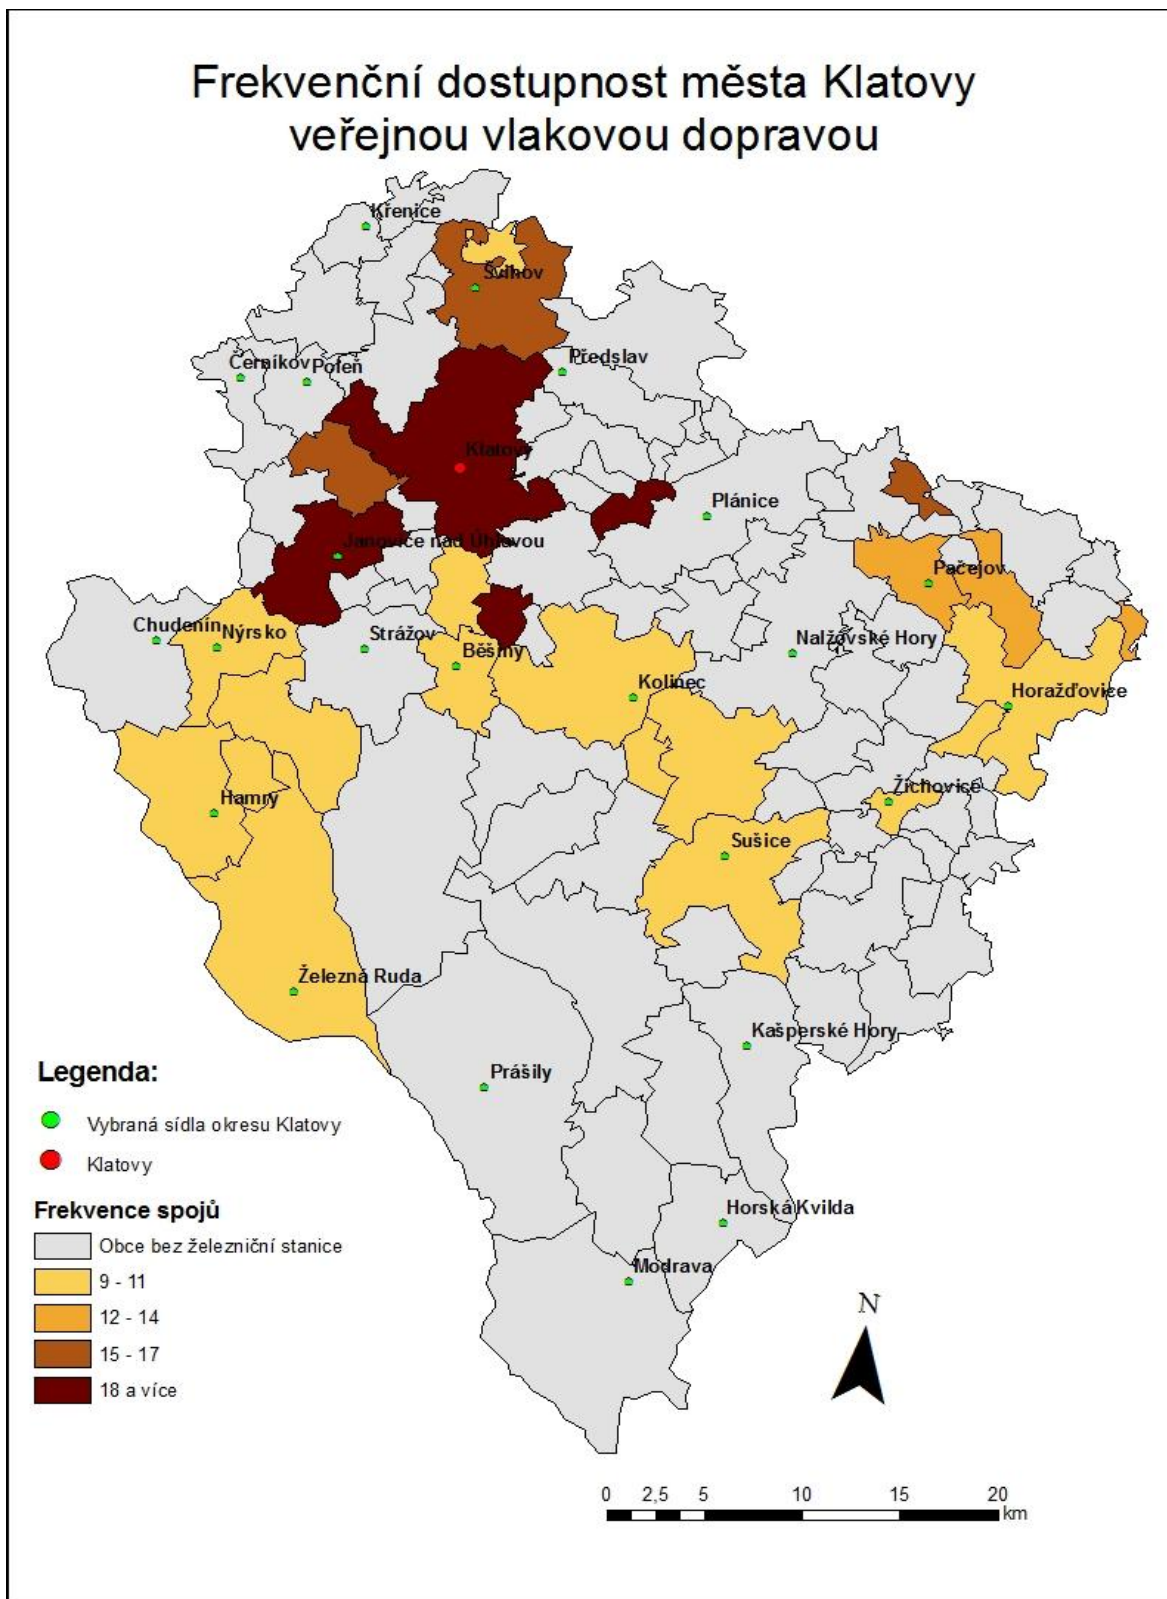 Frekvenční dostupnost města Klatovy
veřejnou vlakovou dopravou
Křenice
Švihov
Černíkov
Poleň
Předslav
Klatovy
Plánice
Janovice nad Úhlavou
Pačejov
Chudenín
Nýrsko
Strážov
Běšiny
Nalžovské Hory
Kolinec
Horažďovice
Hamry
Žichovice
Sušice
Železná Ruda
Kašperské Hory
Prášily
Horská Kvilda
Modrava
Legenda:
Vybraná sídla okresu Klatovy
Klatovy
Frekvence spojů
Obce bez železniční stanice
9 - 11
12 - 14
15 - 17
18 a více
N
0 2,5 5 10 15 20
km